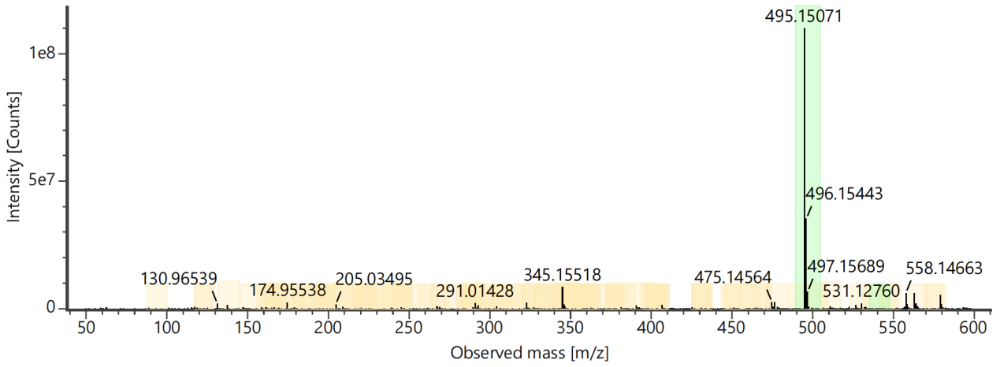 495.15071
1e8
496.15443
5e7
497.15689
558.14663
130.96539
205.03495
345.15518
475.14564
174.95538
291.01428
531.12760
0
50 100 150 200 250 300 350 400 450 500 550 600
Observed mass [m/z]
Intensity [Counts]